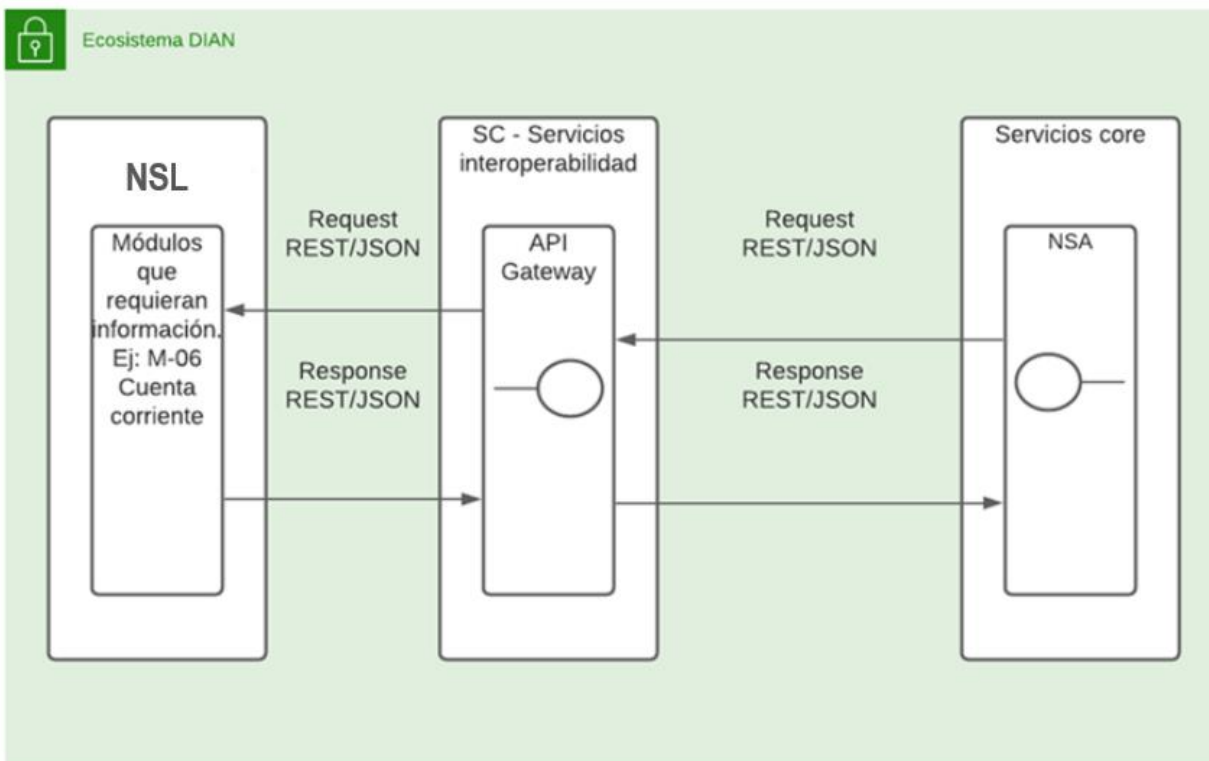 Ecosistema DIAN
NSL
Módulos
que
requieran
información.
Ej: M-06
Cuenta
corriente
Request
REST/JSON
Response
REST/JSON
SC - Servicios
interoperabilidad
API
Gateway
Request
REST/JSON
Response
REST/JSON
Servicios core
NSA